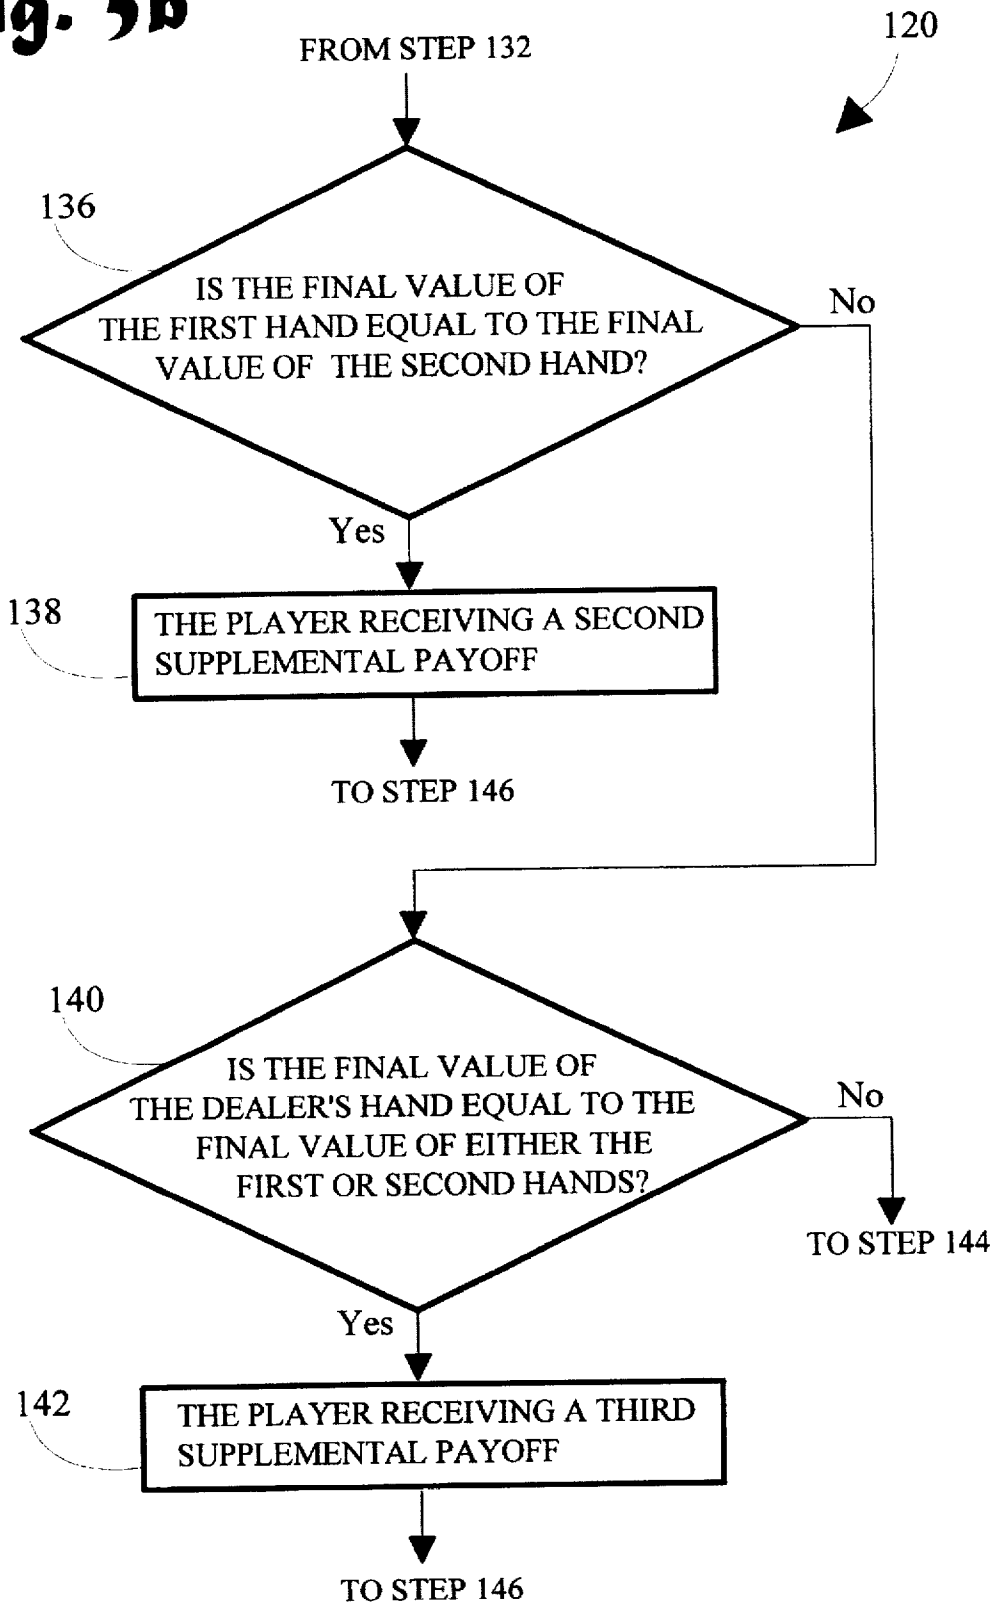 g. 5b
120
FROM STEP 132
136
IS THE FINAL VALUE OF
THE FIRST HAND EQUAL TO THE FINAL
VALUE OF THE SECOND HAND?
No
Yes
138
THE PLAYER RECEIVING A SECOND
SUPPLEMENTAL PAYOFF
TO STEP 146
140
IS THE FINAL VALUE OF
THE DEALER'S HAND EQUAL TO THE
FINAL VALUE OF EITHER THE
FIRST OR SECOND HANDS?
No
TO STEP 144
Yes
142
THE PLAYER RECEIVING A THIRD
SUPPLEMENTAL PAYOFF
TO STEP 146